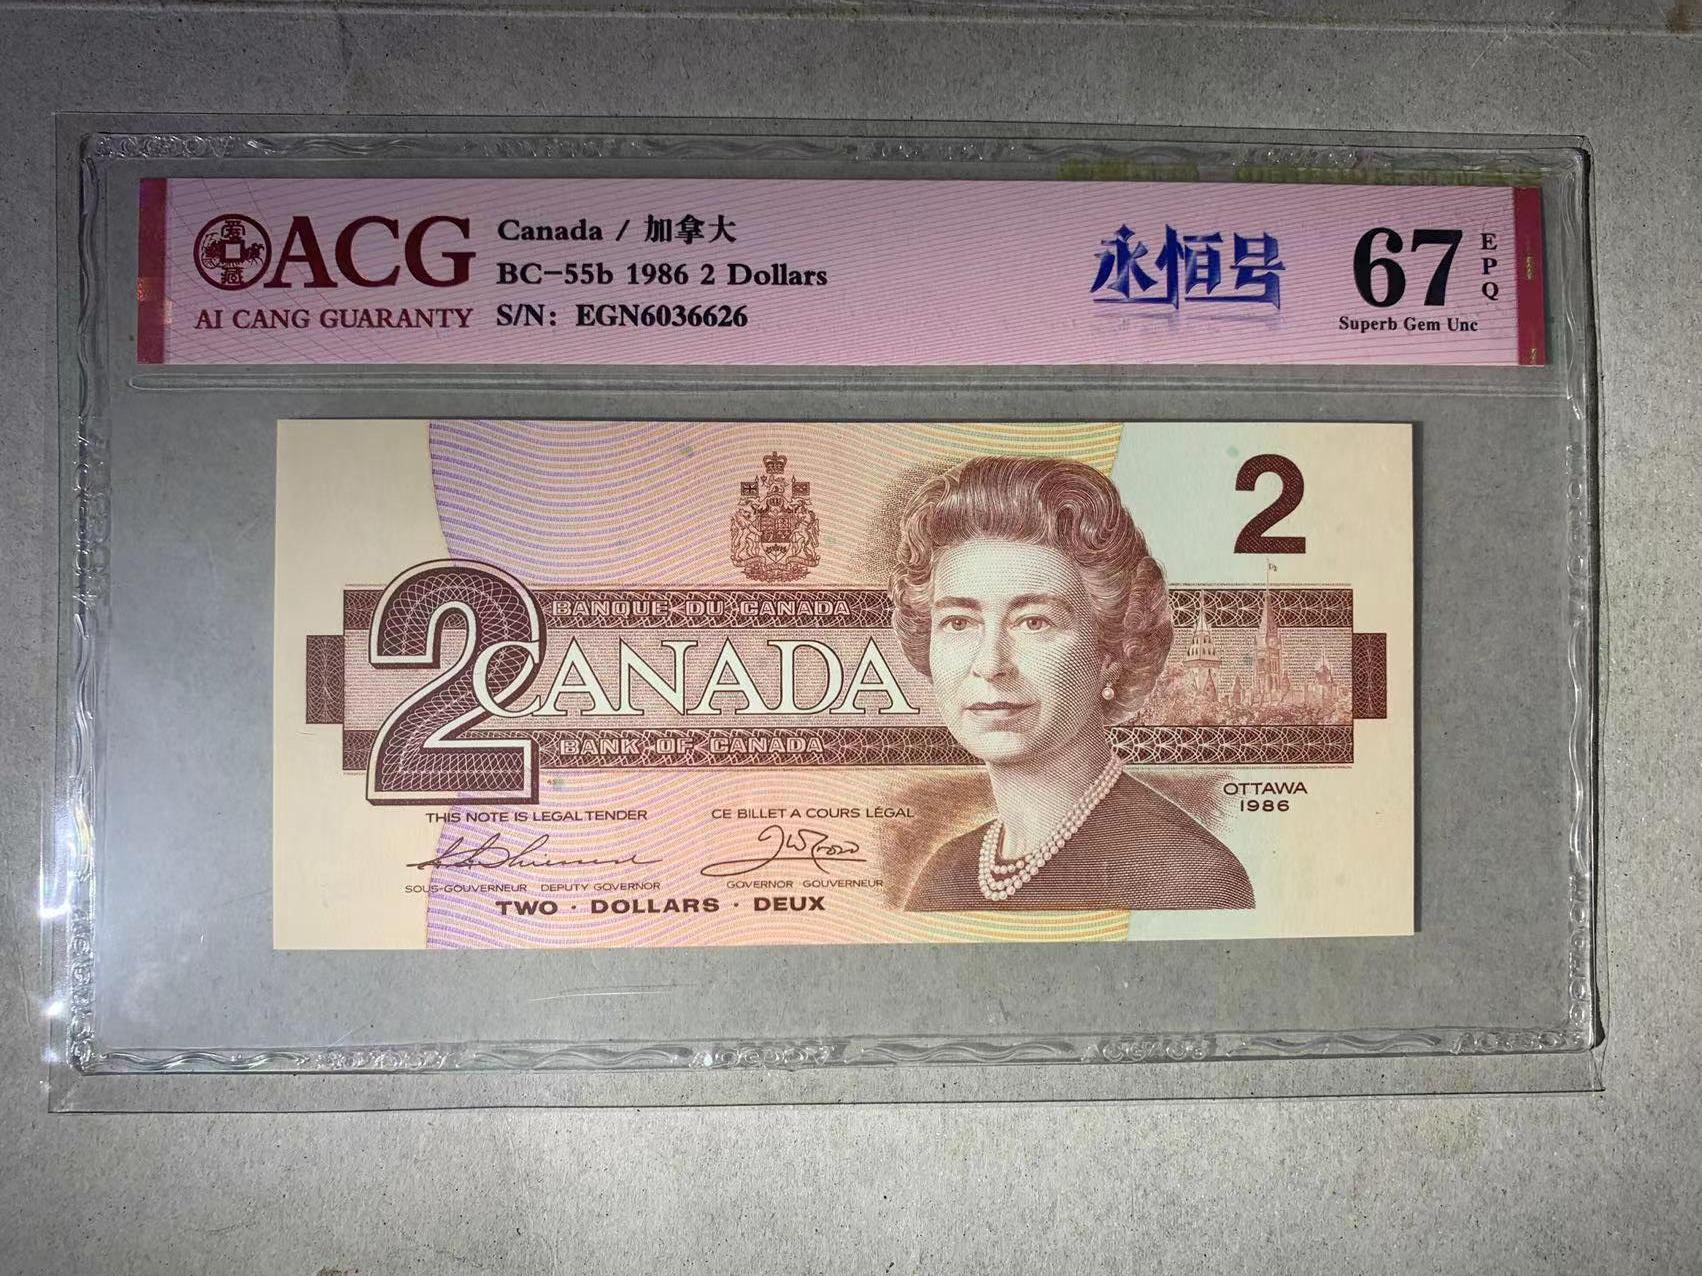 ACG
AI CANG GUARANTY
Canada / 加拿大
BC-55b 1986 2 Dollars
S/N: EGN6036626
永恒号
67
EPQ
Superb Gem Unc
2
BANQUE DU CANADA
2
CANADA
BANK OF CANADA
OTTAWA
1986
THIS NOTE IS LEGAL TENDER
CE BILLET A COURS LÉGAL
SOUS-GOUVERNEUR DEPUTY GOVERNOR
GOVERNOR GOUVERNEUR
TWO · DOLLARS · DEUX